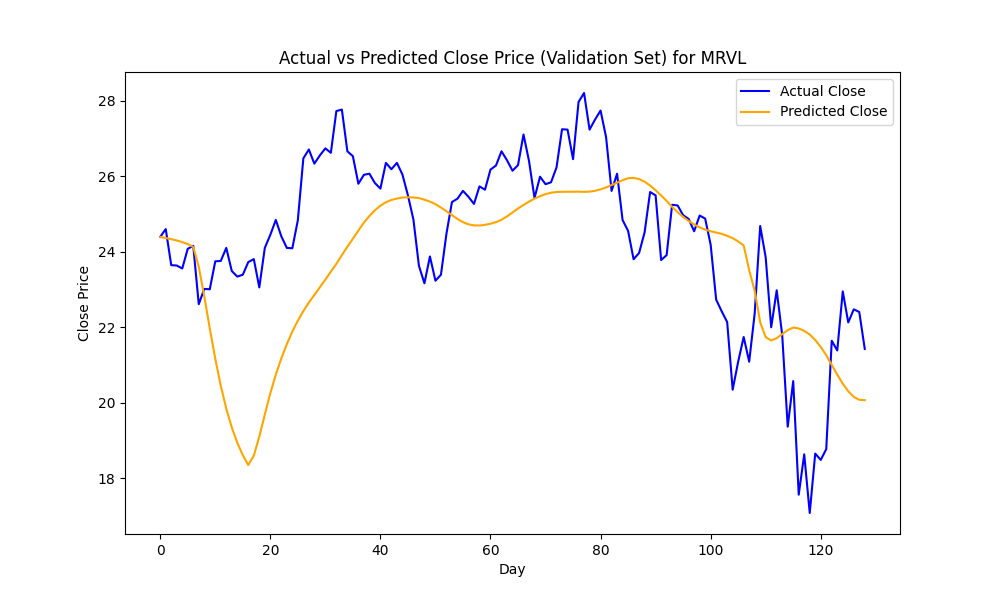 Actual vs Predicted Close Price (Validation Set) for MRVL
Actual Close
Predicted Close
Close Price
28
26
24
22
20
18
0 20 40 60 80 100 120
Day